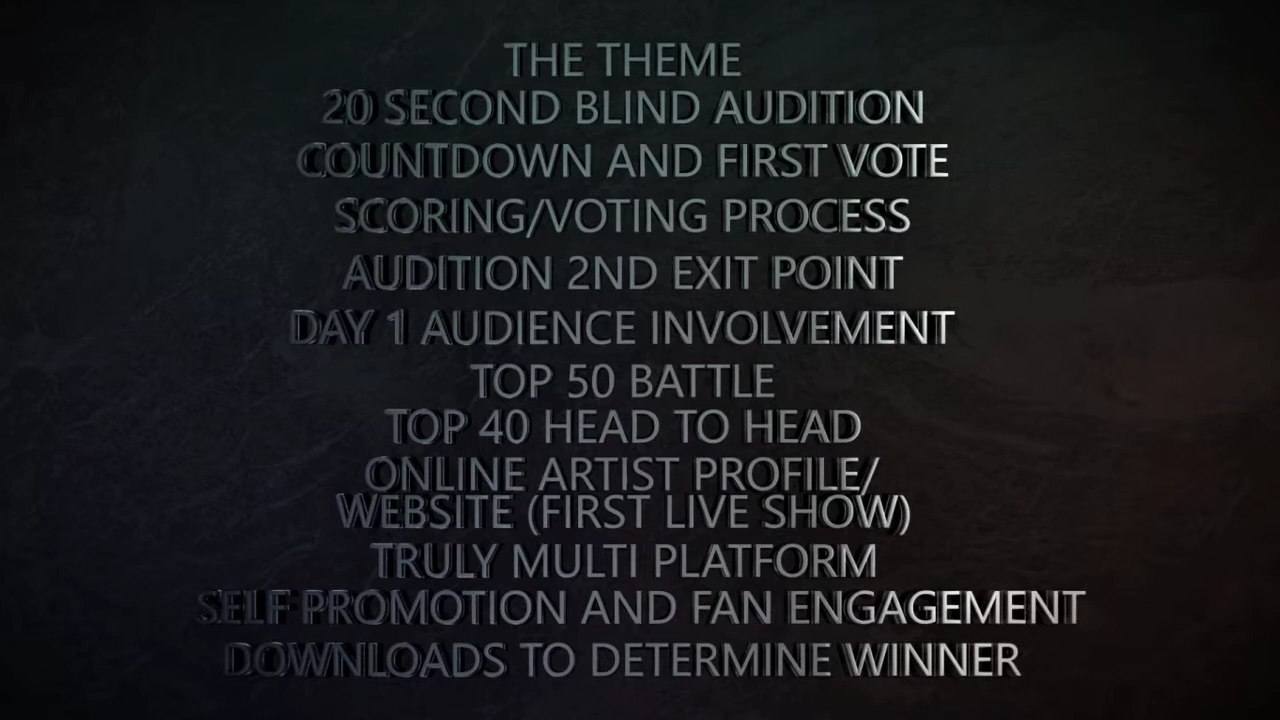 THE THEME
20 SECOND BLIND AUDITION
COUNTDOWN AND FIRST VOTE
SCORING/VOTING PROCESS
AUDITION 2ND EXIT POINT
DAY 1 AUDIENCE INVOLVEMENT
TOP 50 BATTLE
TOP 40 HEAD TO HEAD
ONLINE ARTIST PROFILE/
WEBSITE (FIRST LIVE SHOW)
TRULY MULTI PLATFORM
SELF PROMOTION AND FAN ENGAGEMENT
DOWNLOADS TO DETERMINE WINNER